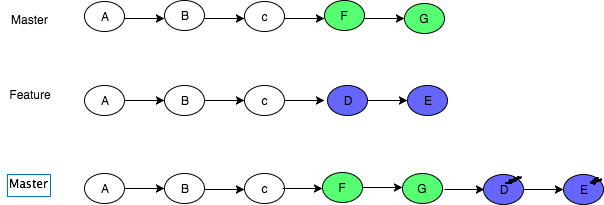 Master A B c F G
Feature A B c D E
Master A B c F G D E